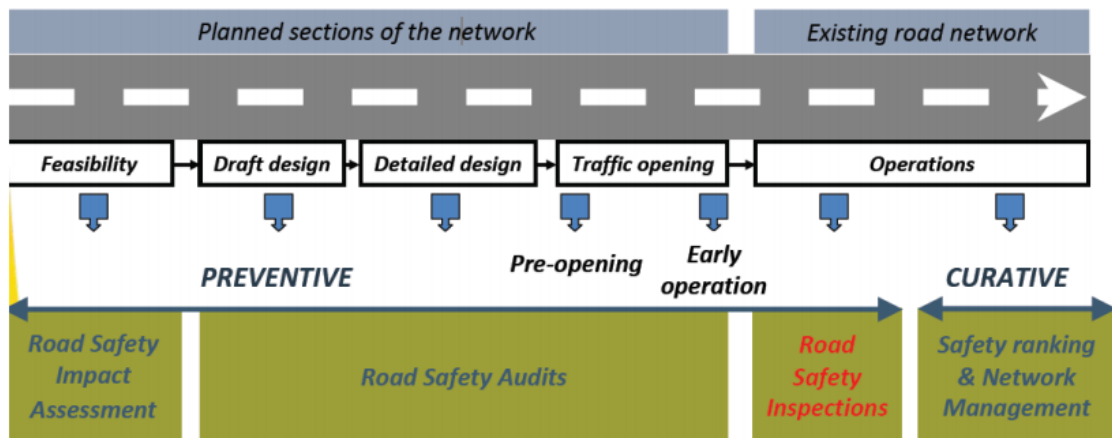 Planned sections of the network
Existing road network
Feasibility
Draft design
Detailed design
Traffic opening
Operations
Pre-opening
Early
operation
PREVENTIVE
CURATIVE
Road Safety
Impact
Assessment
Road Safety Audits
Road
Safety
Inspections
Safety ranking
& Network
Management